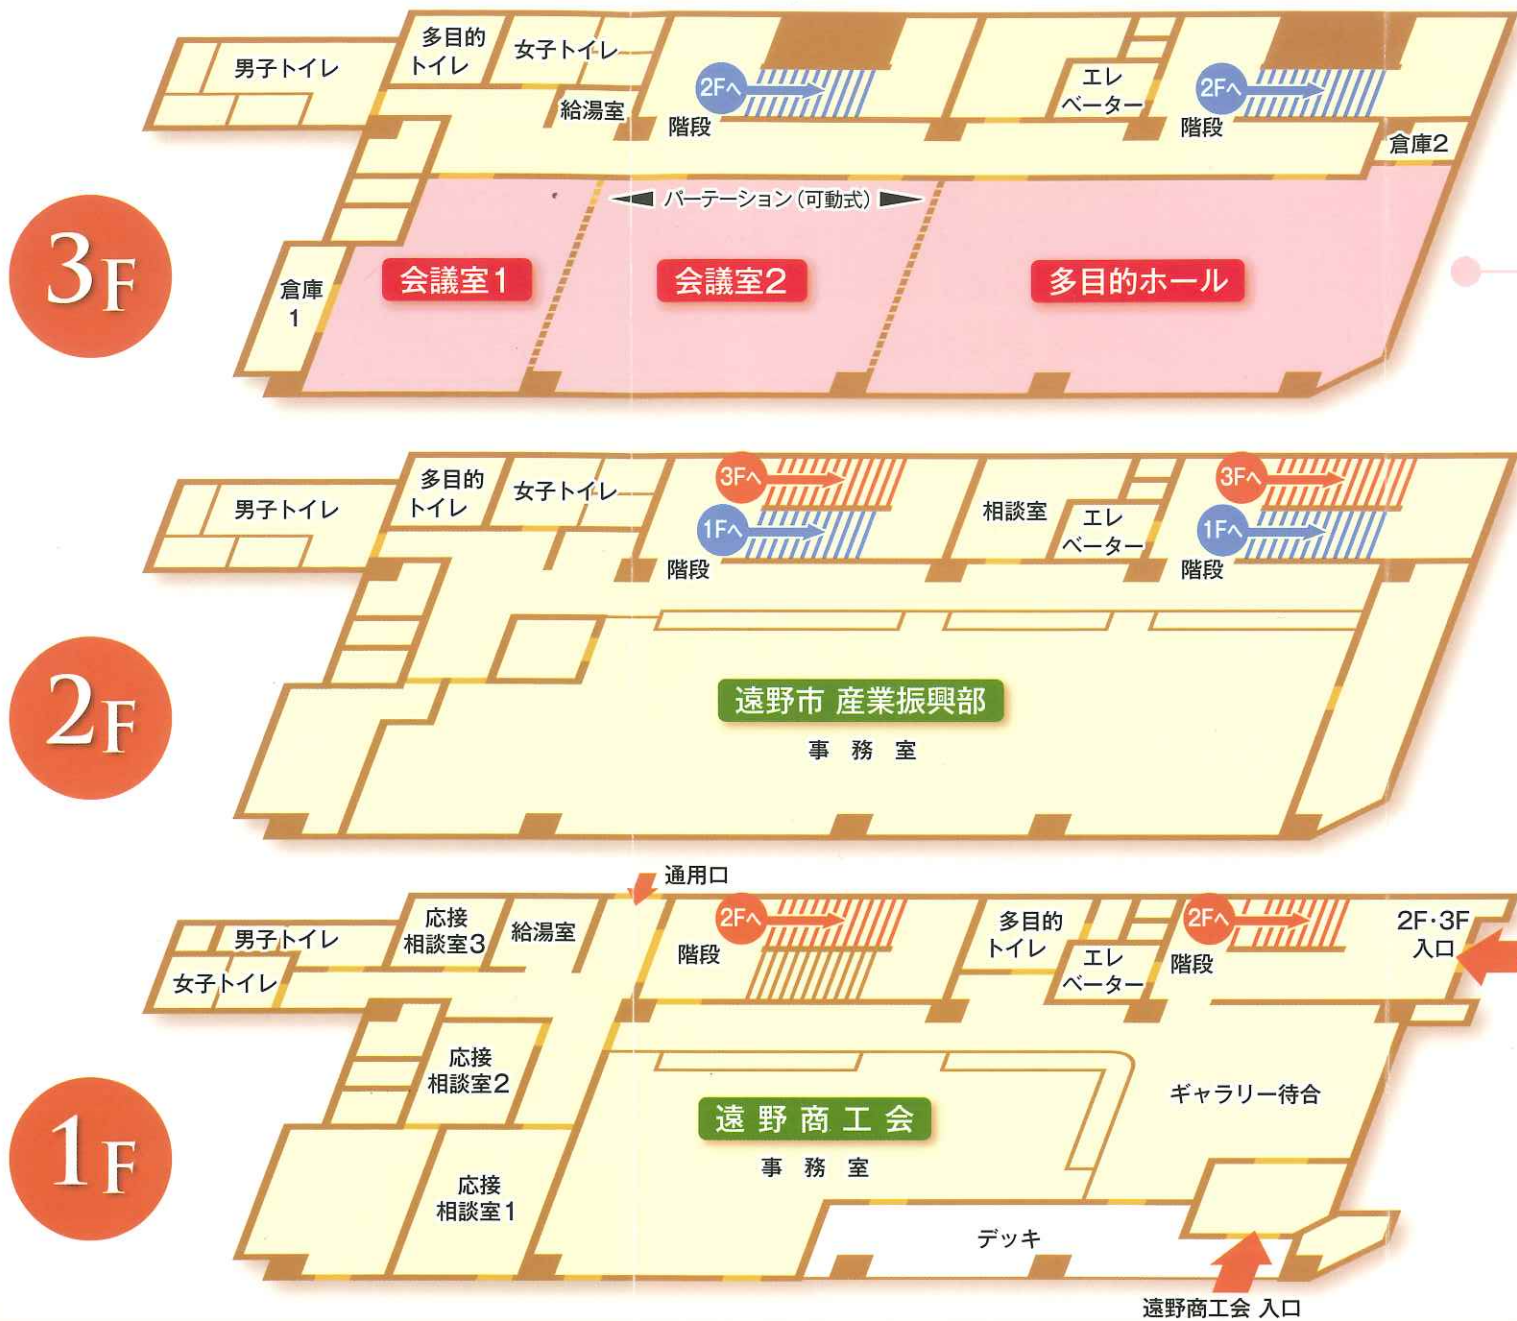 3F
多目的
トイレ
女子トイレ
男子トイレ
給湯室
2Fへ
階段
エレ
ベーター
2Fへ
階段
倉庫2
パーテーション(可動式)
会議室1
会議室2
多目的ホール
倉庫
1
2F
多目的
トイレ
女子トイレ
男子トイレ
3Fへ
1Fへ
階段
相談室
エレ
ベーター
3Fへ
1Fへ
階段
遠野市 産業振興部
事 務 室
1F
通用口
男子トイレ
女子トイレ
応接
相談室3
給湯室
2Fへ
階段
多目的
トイレ
エレ
ベーター
2Fへ
階段
2F・3F
入口
応接
相談室2
ギャラリー待合
遠 野 商 工 会
事 務 室
応接
相談室1
デッキ
遠野商工会 入口